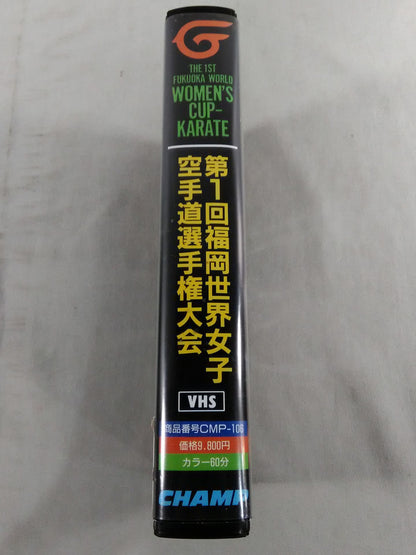 THE 1ST
FUKUOKA WORLD
WOMEN'S
CUP-
KARATE
第1回福岡世界女子
空手道選手権大会
VHS
商品番号CMP-106
価格9.800円
カラー60分
CHAMP